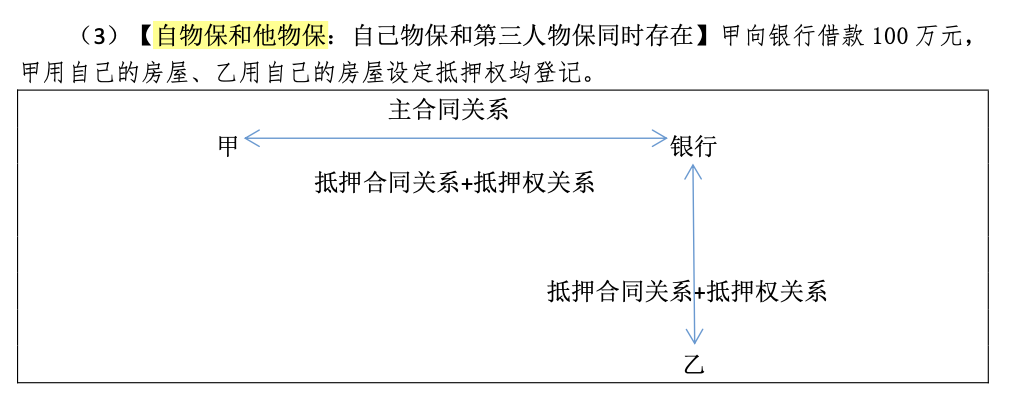 （3）【自物保和他物保：自己物保和第三人物保同时存在】甲向银行借款 100 万元，
甲用自己的房屋、乙用自己的房屋设定抵押权均登记。
主合同关系
甲 银行
抵押合同关系+抵押权关系
抵押合同关系+抵押权关系
乙